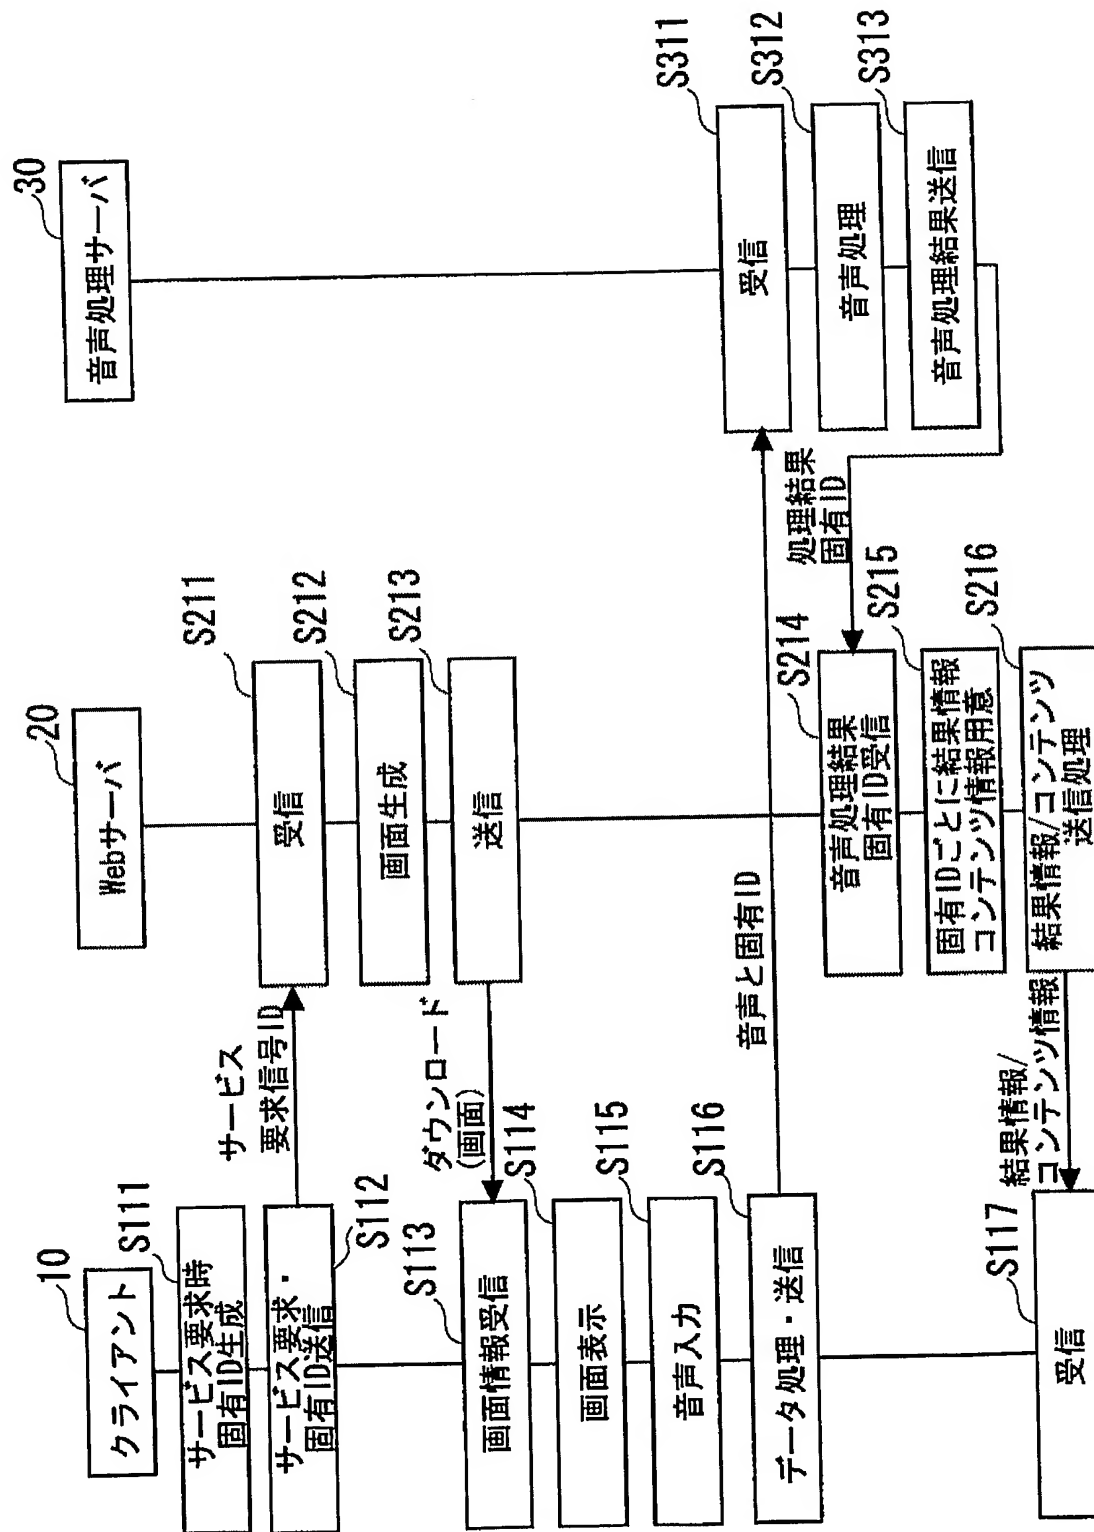 10
クライアント
S111
サービス要求時
固有ID生成
サービス要求・
固有ID送信
S112
サービス
要求信号ID
S113
画面情報受信
ダウンロード
(画面)
S114
画面表示
S115
音声入力
S116
データ処理・送信
音声と固有ID
S117
受信
結果情報/
コンテンツ情報
20
Webサーバ
S211
受信
S212
画面生成
S213
送信
S214
音声処理結果
固有ID受信
S215
固有IDごとに結果情報
コンテンツ情報用意
S216
結果情報/コンテンツ
送信処理
処理結果
固有ID
30
音声処理サーバ
S311
受信
S312
音声処理
S313
音声処理結果送信